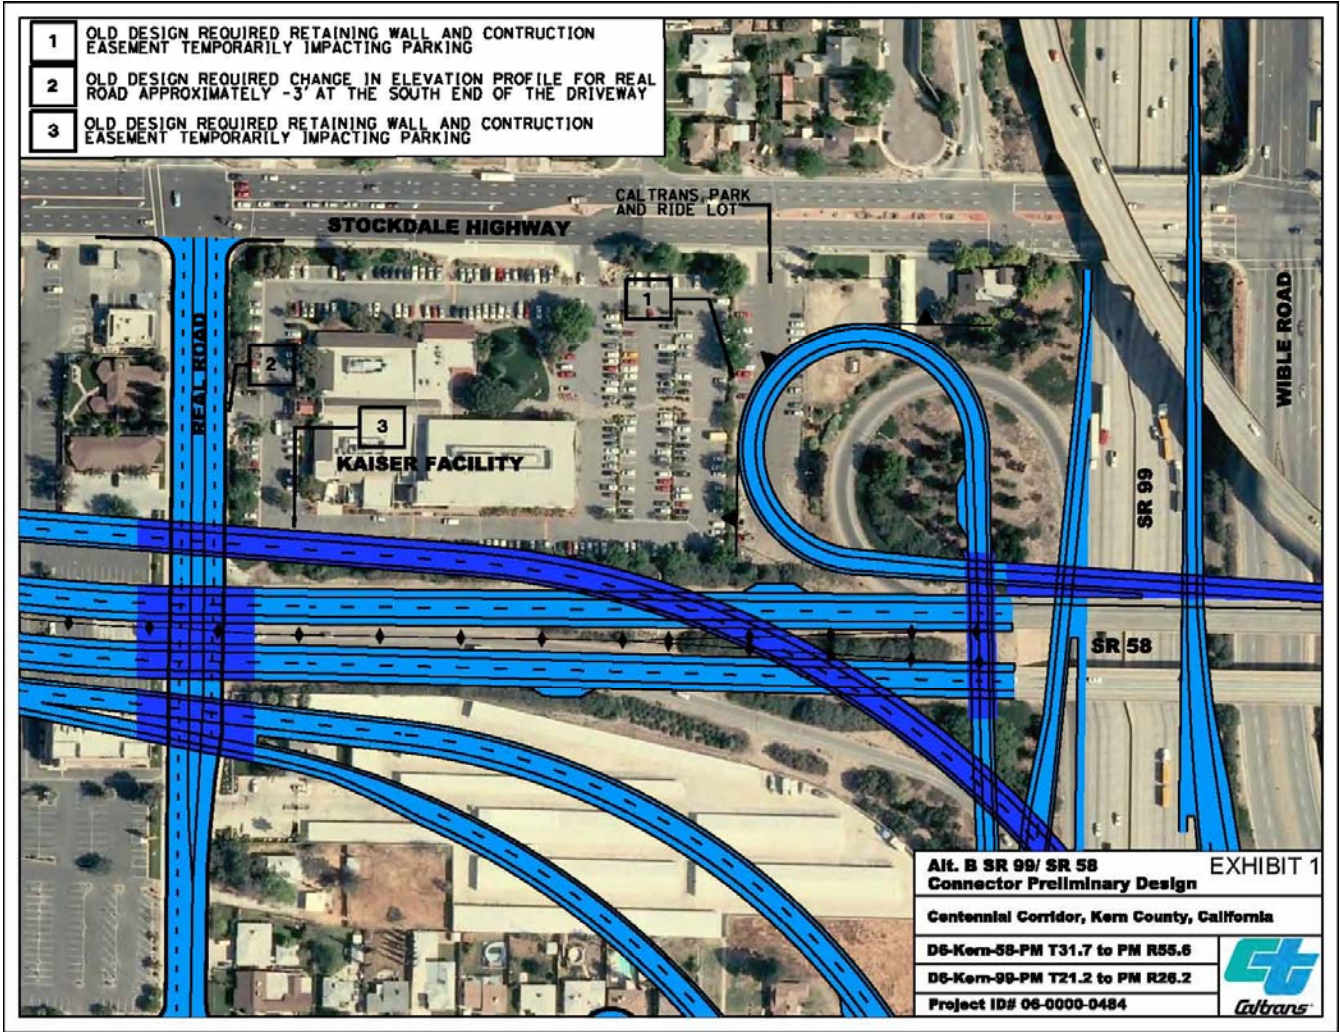 1
OLD DESIGN REQUIRED RETAINING WALL AND CONTRUCTION
EASEMENT TEMPORARILY IMPACTING PARKING
2
OLD DESIGN REQUIRED CHANGE IN ELEVATION PROFILE FOR REAL
ROAD APPROXIMATELY -3' AT THE SOUTH END OF THE DRIVEWAY
3
OLD DESIGN REQUIRED RETAINING WALL AND CONTRUCTION
EASEMENT TEMPORARILY IMPACTING PARKING
CALTRANS PARK
AND RIDE LOT
STOCKDALE HIGHWAY
1
WIBLE ROAD
REAL ROAD
2
3
KAISER FACILITY
SR 99
SR 58
Alt. B SR 99/ SR 58
Connector Preliminary Design
EXHIBIT 1
Centennial Corridor, Kern County, California
D6-Kern-58-PM T31.7 to PM R55.6
D6-Kern-99-PM T21.2 to PM R26.2
Project ID# 06-0000-0484
Caltrans